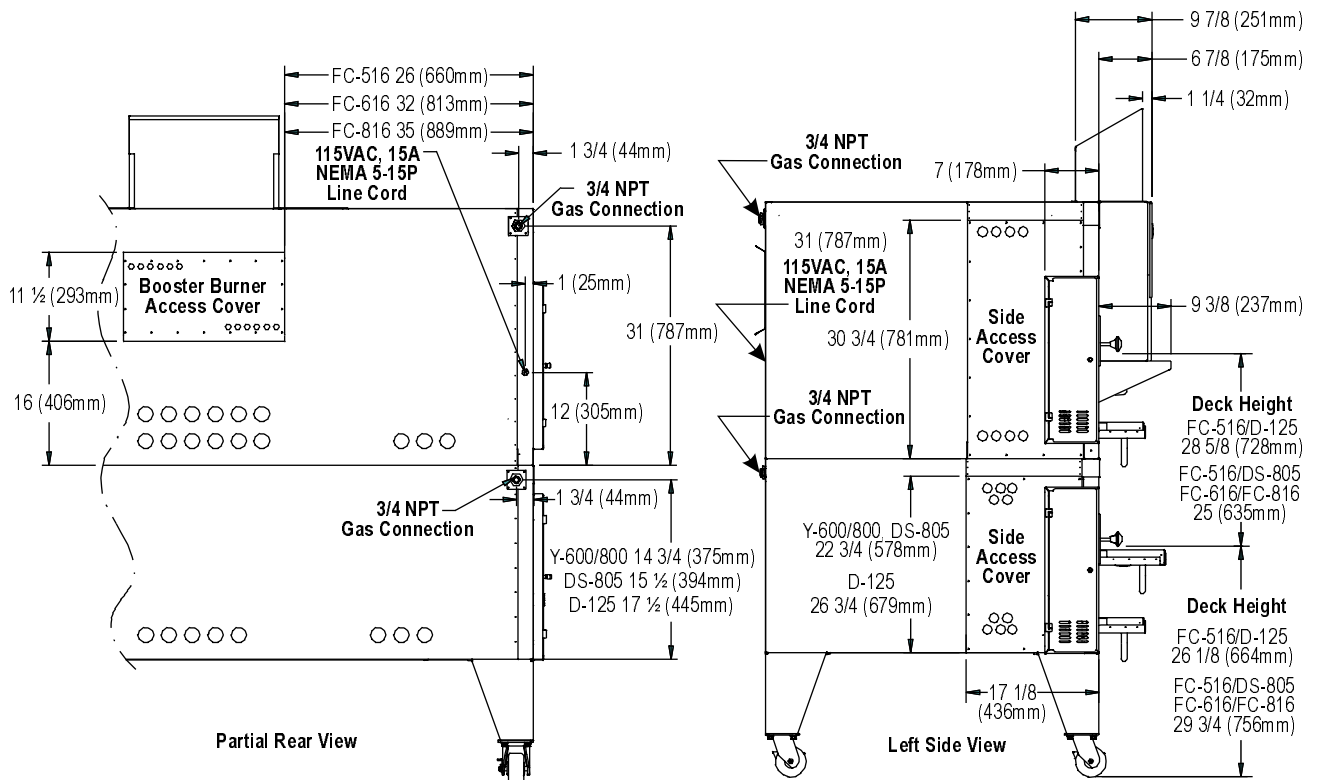 FC-516 26 (660mm)
FC-616 32 (813mm)
FC-816 35 (889mm)
115VAC, 15A
NEMA 5-15P
Line Cord
1 3/4 (44mm)
3/4 NPT
Gas Connection
11 ½ (293mm)
Booster Burner
Access Cover
1 (25mm)
31 (787mm)
16 (406mm)
12 (305mm)
3/4 NPT
Gas Connection
1 3/4 (44mm)
Y-600/800 14 3/4 (375mm)
DS-805 15 ½ (394mm)
D-125 17 ½ (445mm)
Partial Rear View
9 7/8 (251mm)
6 7/8 (175mm)
1 1/4 (32mm)
3/4 NPT
Gas Connection
7 (178mm)
31 (787mm)
115VAC, 15A
NEMA 5-15P
Line Cord
30 3/4 (781mm)
Side
Access
Cover
9 3/8 (237mm)
3/4 NPT
Gas Connection
Deck Height
FC-516/D-125
28 5/8 (728mm)
FC-516/DS-805
FC-616/FC-816
25 (635mm)
Y-600/800, DS-805
22 3/4 (578mm)
D-125
26 3/4 (679mm)
Side
Access
Cover
Deck Height
FC-516/D-125
26 1/8 (664mm)
FC-516/DS-805
FC-616/FC-816
29 3/4 (756mm)
17 1/8
(436mm)
Left Side View